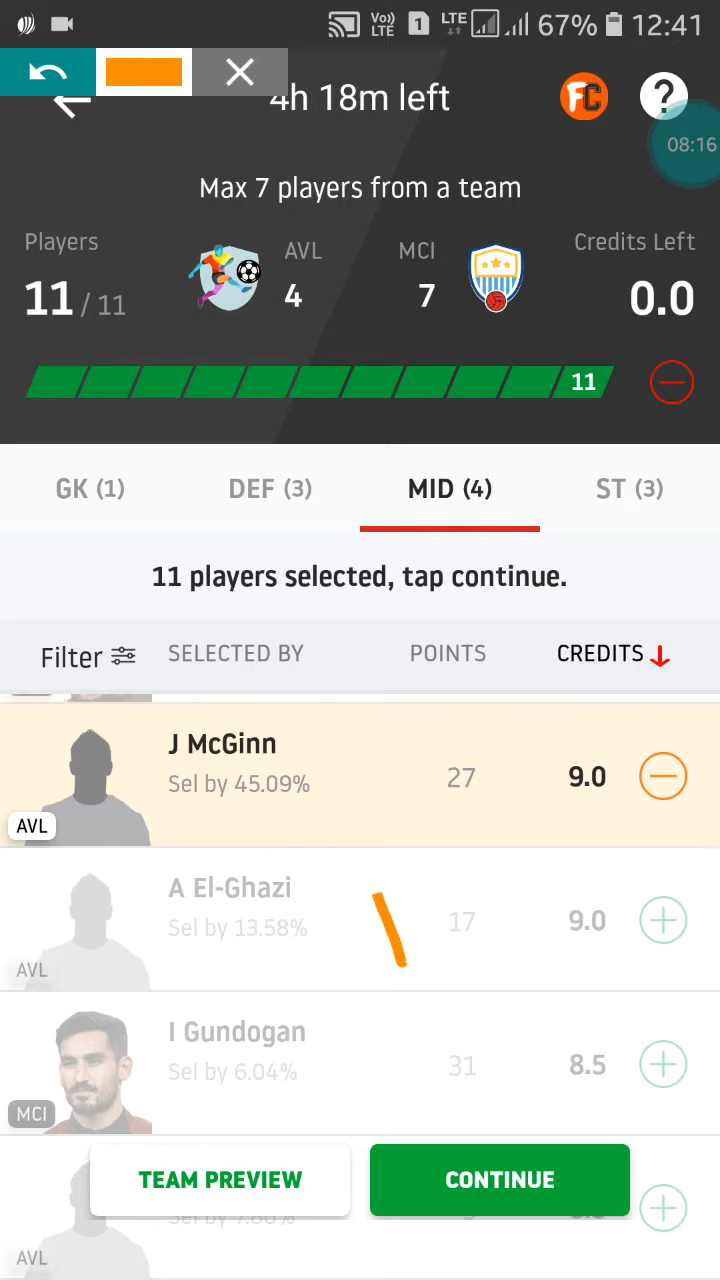 Vo)) LTE 1 LTE 67% 12:41
4h 18m left
FC ?
08:16
Max 7 players from a team
Players AVL MCI Credits Left
11 / 11 4 7 0.0
11
GK (1) DEF (3) MID (4) ST (3)
11 players selected, tap continue.
Filter SELECTED BY POINTS CREDITS
J McGinn
Sel by 45.09% 27 9.0
AVL
A El-Ghazi
Sel by 13.58% 17 9.0
AVL
I Gundogan
Sel by 6.04% 31 8.5
MCI
TEAM PREVIEW CONTINUE
AVL